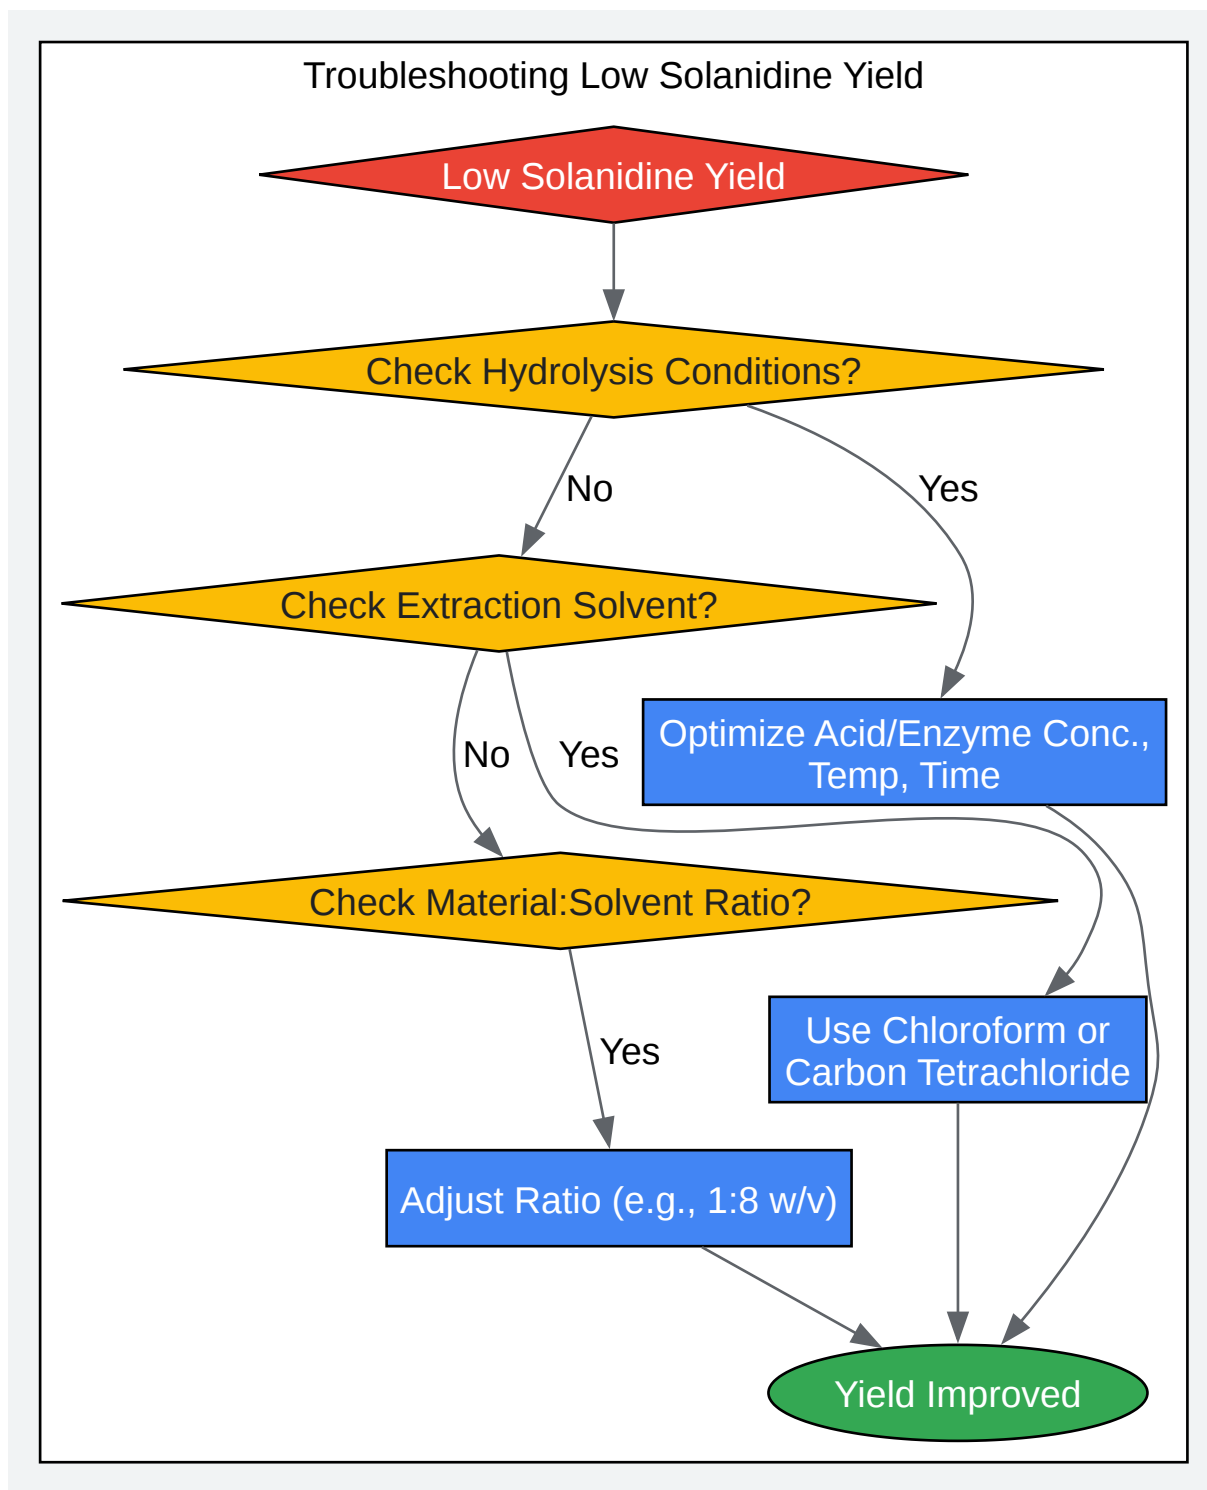 Troubleshooting Low Solanidine Yield
Low Solanidine Yield
Check Hydrolysis Conditions?
No
Yes
Check Extraction Solvent?
Optimize Acid/Enzyme Conc.,
Temp, Time
No
Yes
Check Material:Solvent Ratio?
Use Chloroform or
Carbon Tetrachloride
Yes
Adjust Ratio (e.g., 1:8 w/v)
Yield Improved